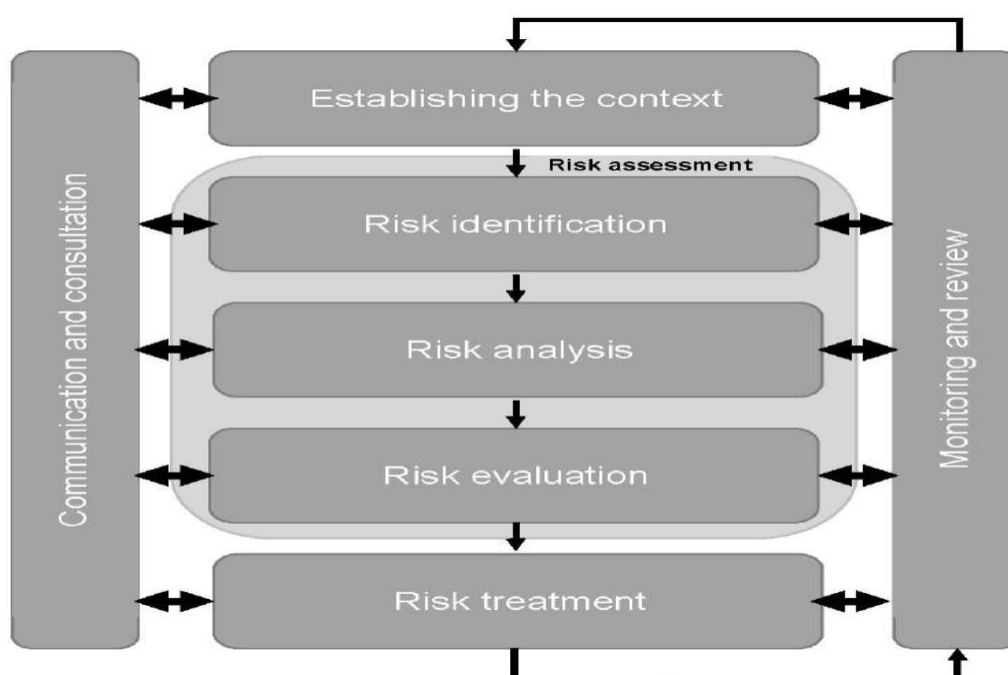 Establishing the context
Risk assessment
Risk identification
Risk analysis
Risk evaluation
Risk treatment
Communication and consultation
Monitoring and review